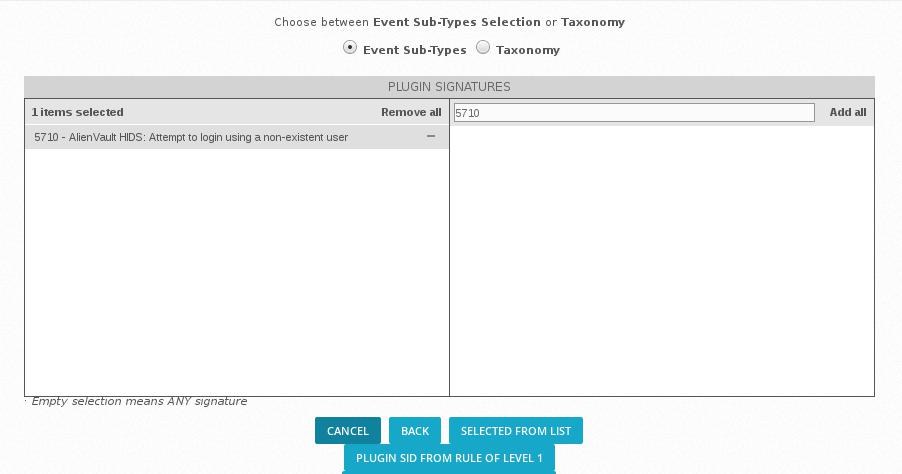 Choose between Event Sub-Types Selection or Taxonomy
Event Sub-Types Taxonomy
PLUGIN SIGNATURES
1 items selected Remove all 5710 Add all
5710 - AlienVault HIDS: Attempt to login using a non-existent user −
Empty selection means ANY signature
CANCEL BACK SELECTED FROM LIST
PLUGIN SID FROM RULE OF LEVEL 1